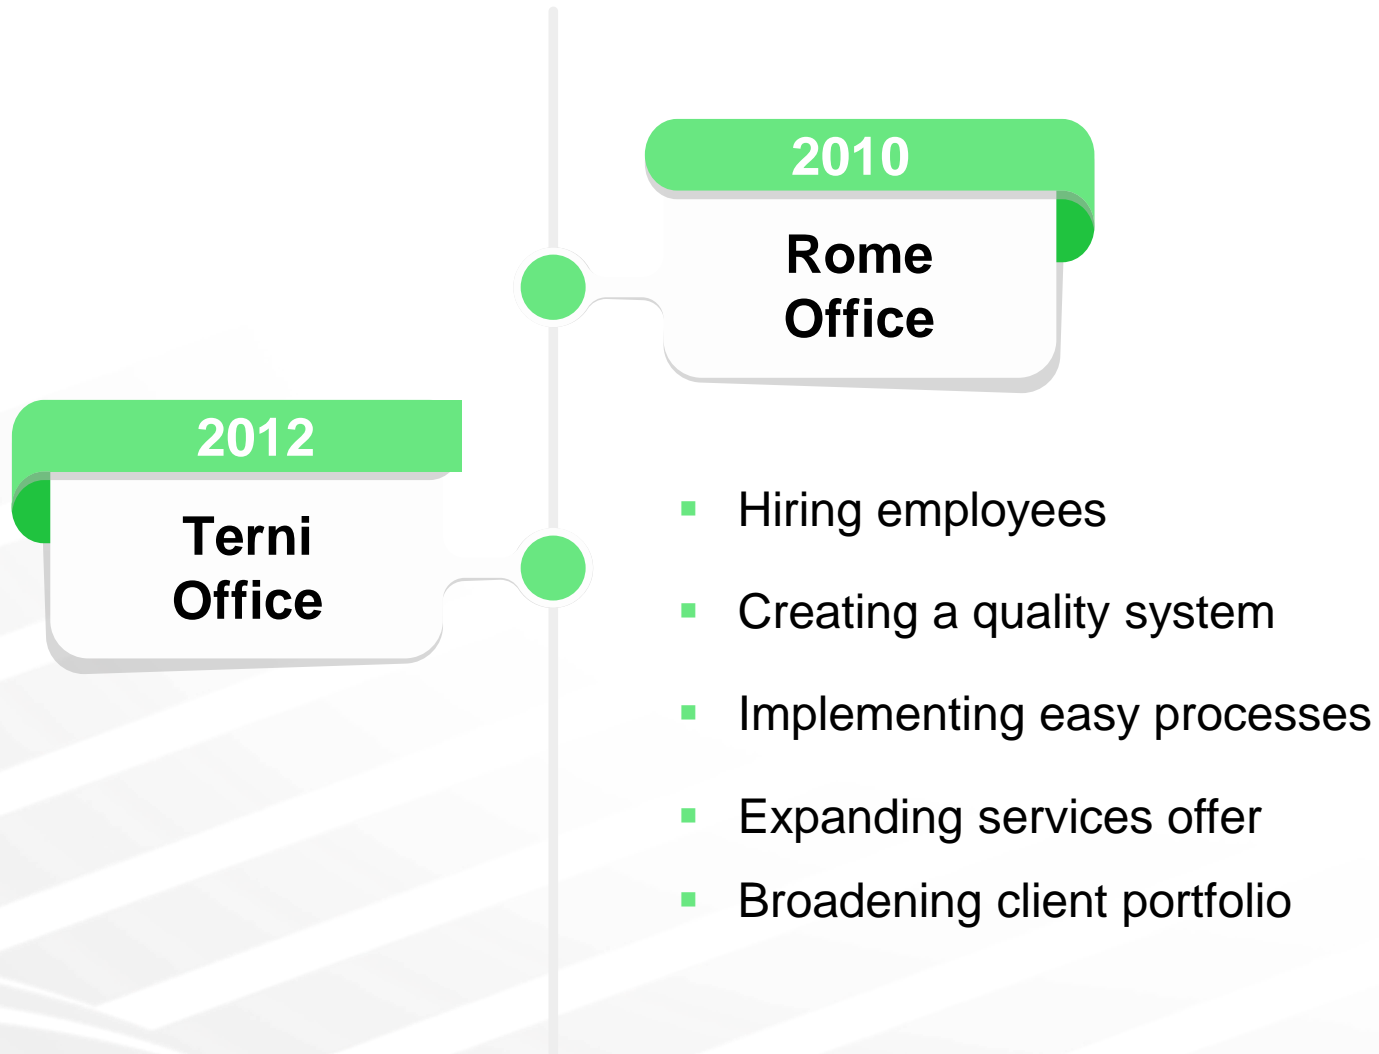 2010
Rome
Office
2012
Terni
Office
▪ Hiring employees
▪ Creating a quality system
▪ Implementing easy processes
▪ Expanding services offer
▪ Broadening client portfolio